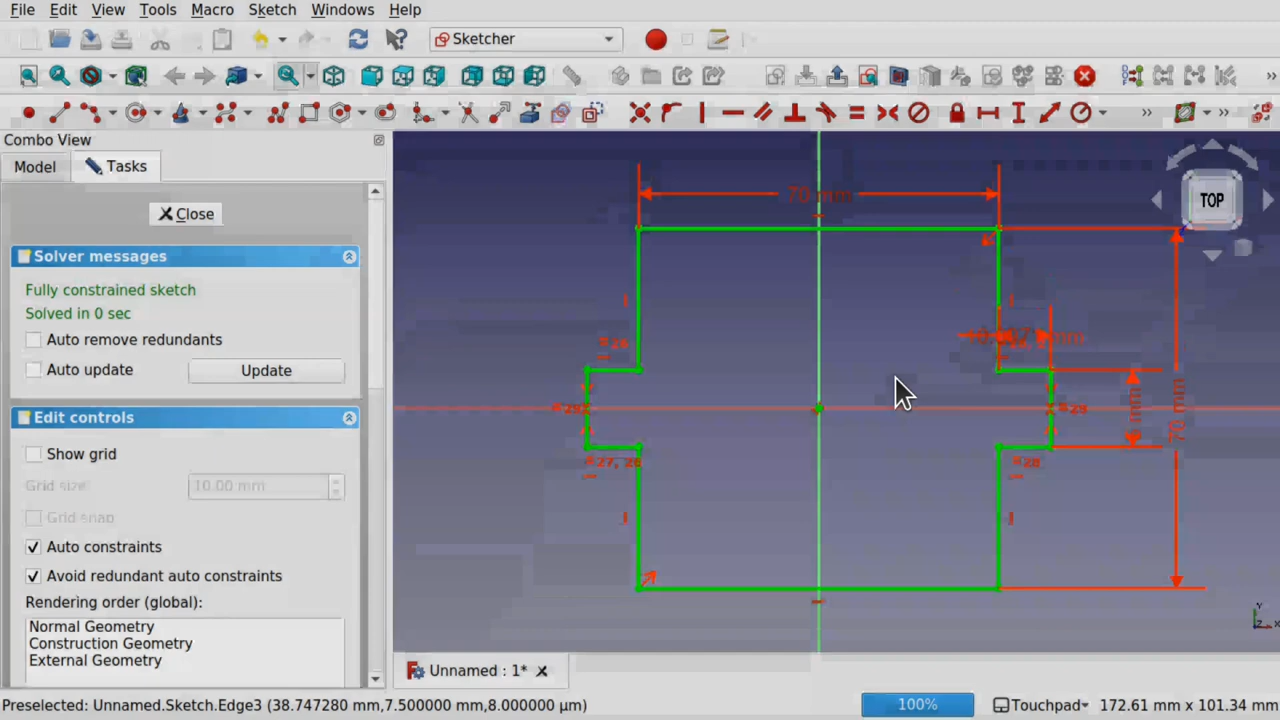 File Edit View Tools Macro Sketch Windows Help
Sketcher
Combo View
Model Tasks
Close
Solver messages
Fully constrained sketch
Solved in 0 sec
Auto remove redundants
Auto update Update
Edit controls
Show grid
Grid size 10.00 mm
Grid snap
Auto constraints
Avoid redundant auto constraints
Rendering order (global):
Normal Geometry
Construction Geometry
External Geometry
70 mm
TOP
70 mm
mm
Unnamed : 1*
Preselected: Unnamed.Sketch.Edge3 (38.747280 mm,7.500000 mm,8.000000 µm) 100% Touchpad 172.61 mm x 101.34 mm